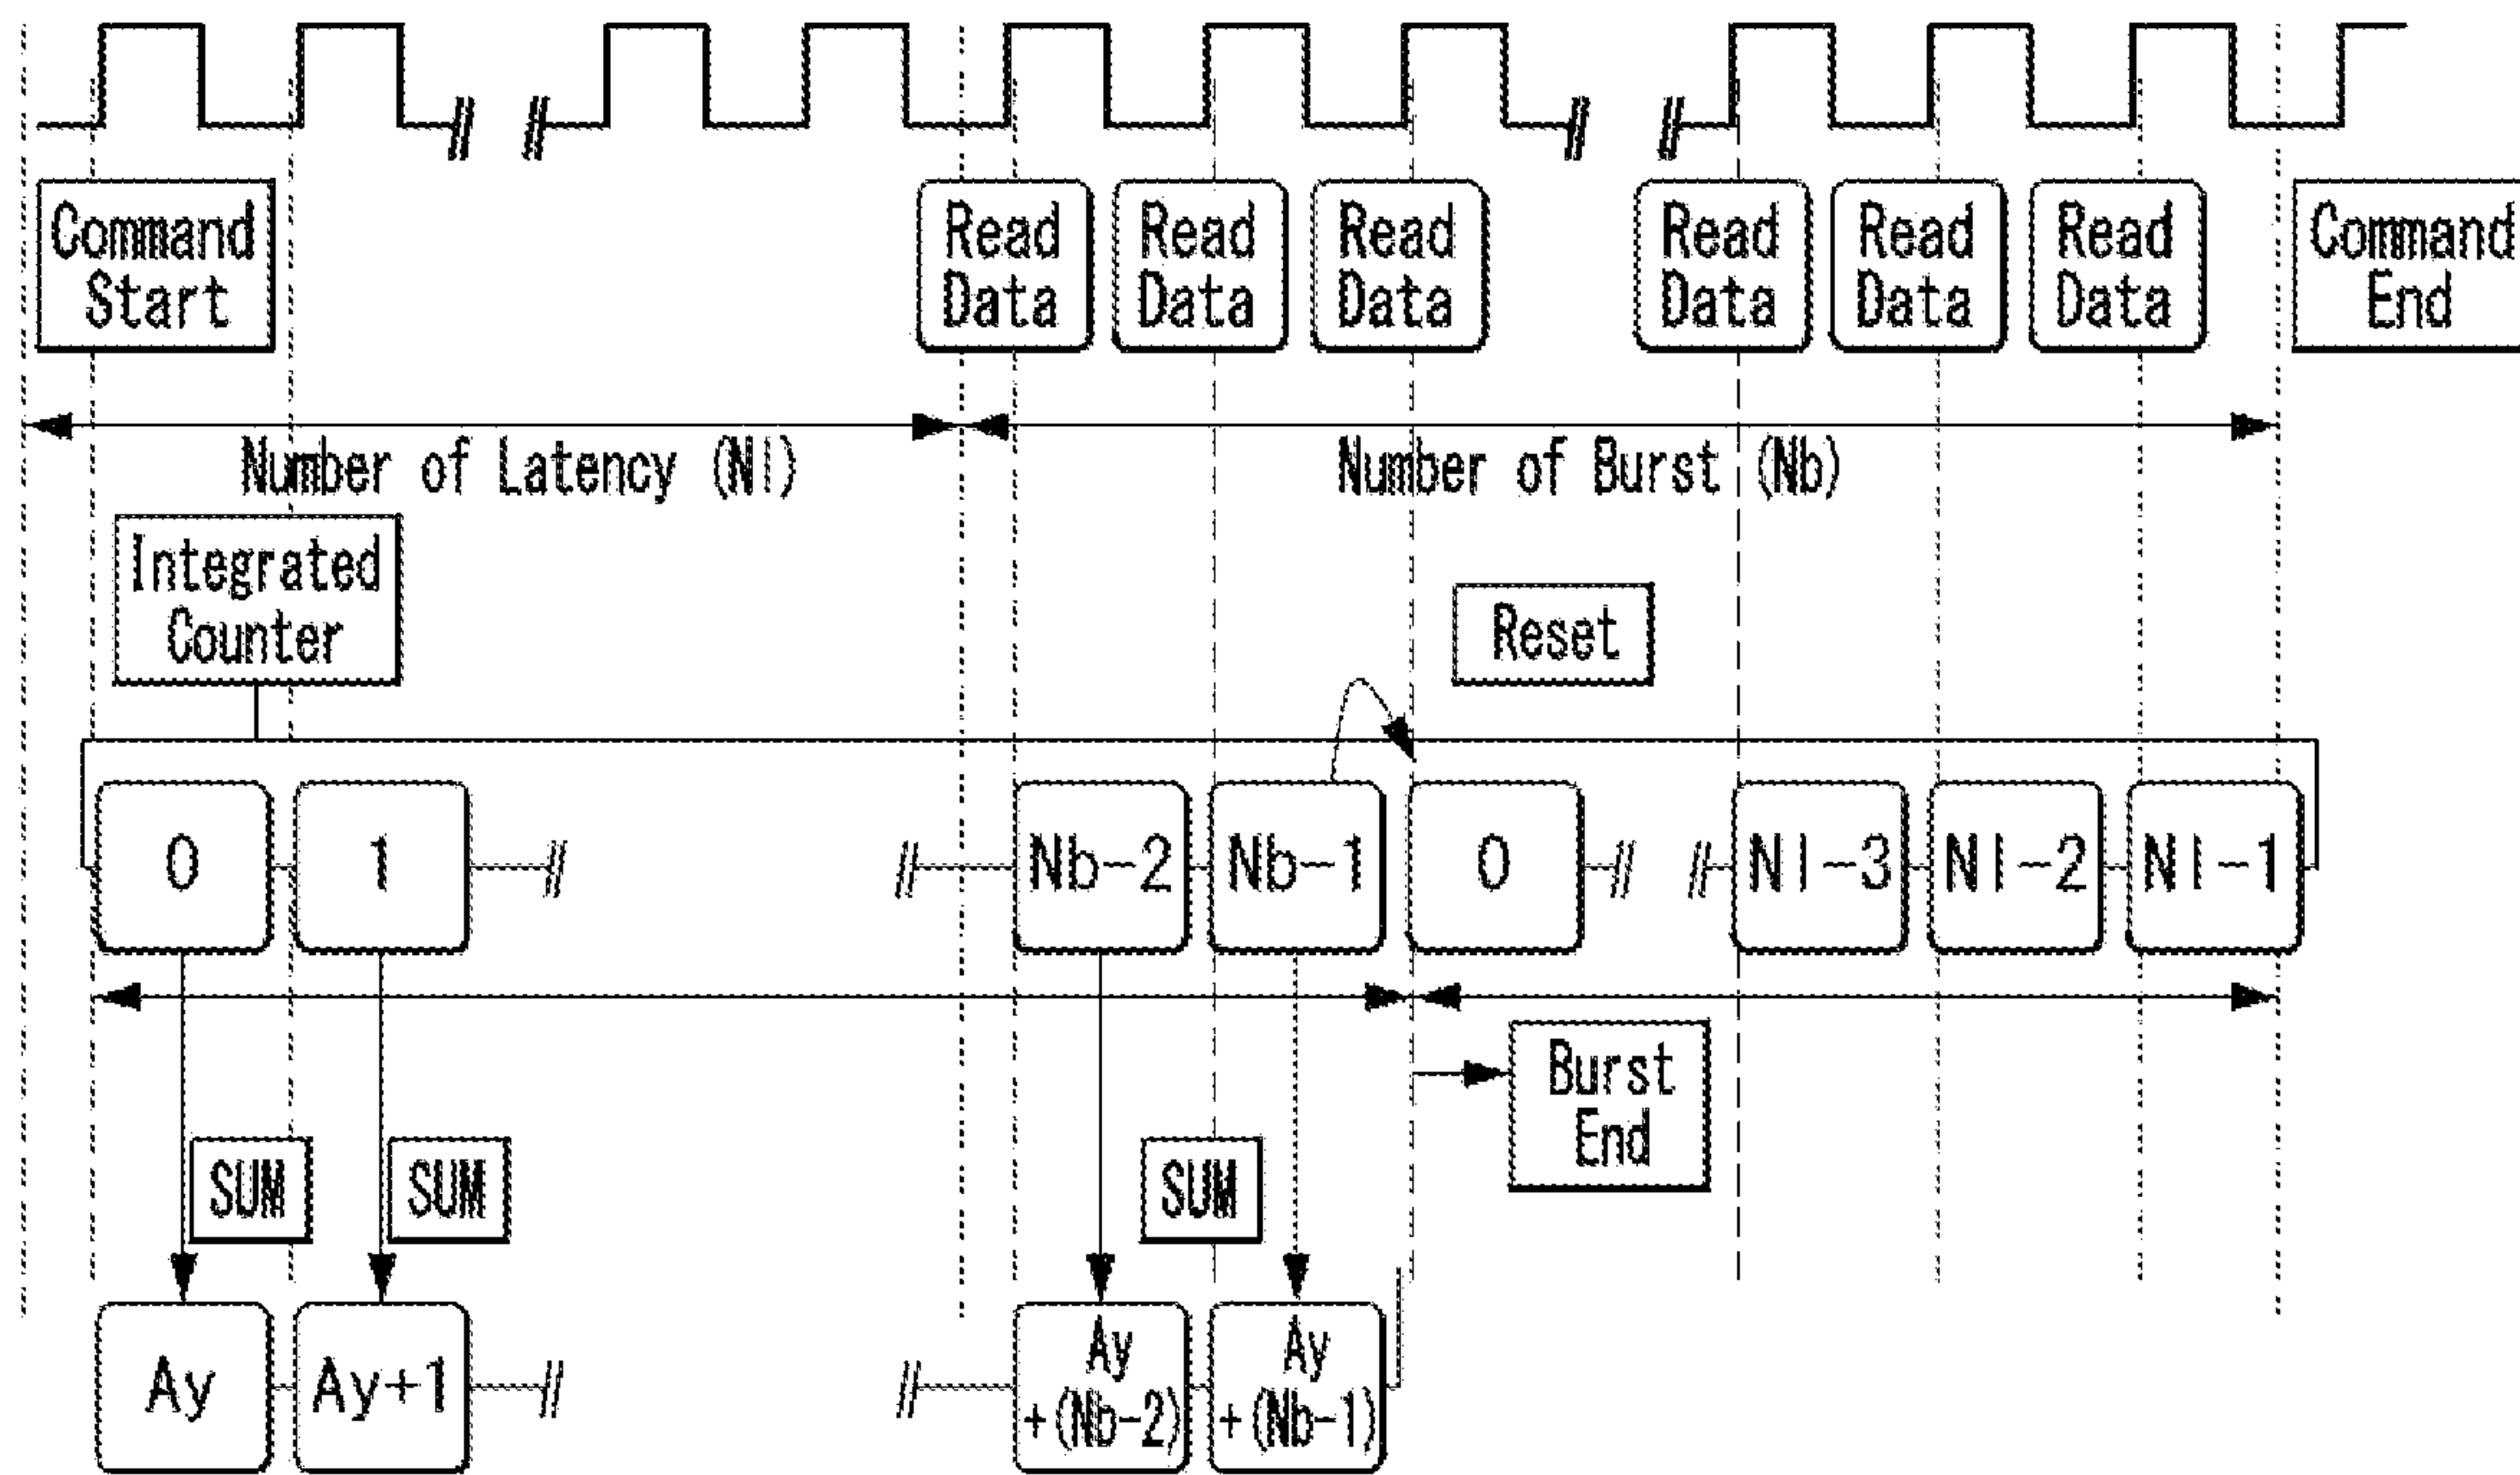 Command
Start
Read
Data
Read
Data
Read
Data
Read
Data
Read
Data
Read
Data
Command
End
Number of Latency (Nl)
Number of Burst (Nb)
Integrated
Counter
Reset
0
1
Nb-2
Nb-1
0
Nl-3
Nl-2
Nl-1
Burst
End
SUM
SUM
SUM
Ay
Ay+1
Ay
+(Nb-2)
Ay
+(Nb-1)